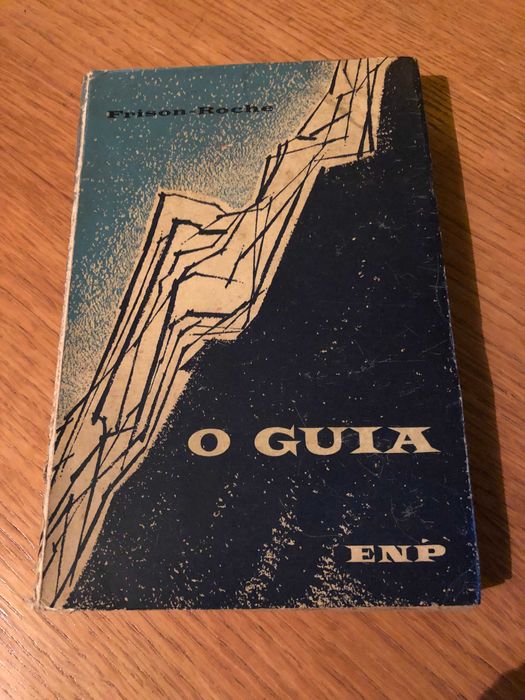 Frison-Roche
O GUIA
ENP